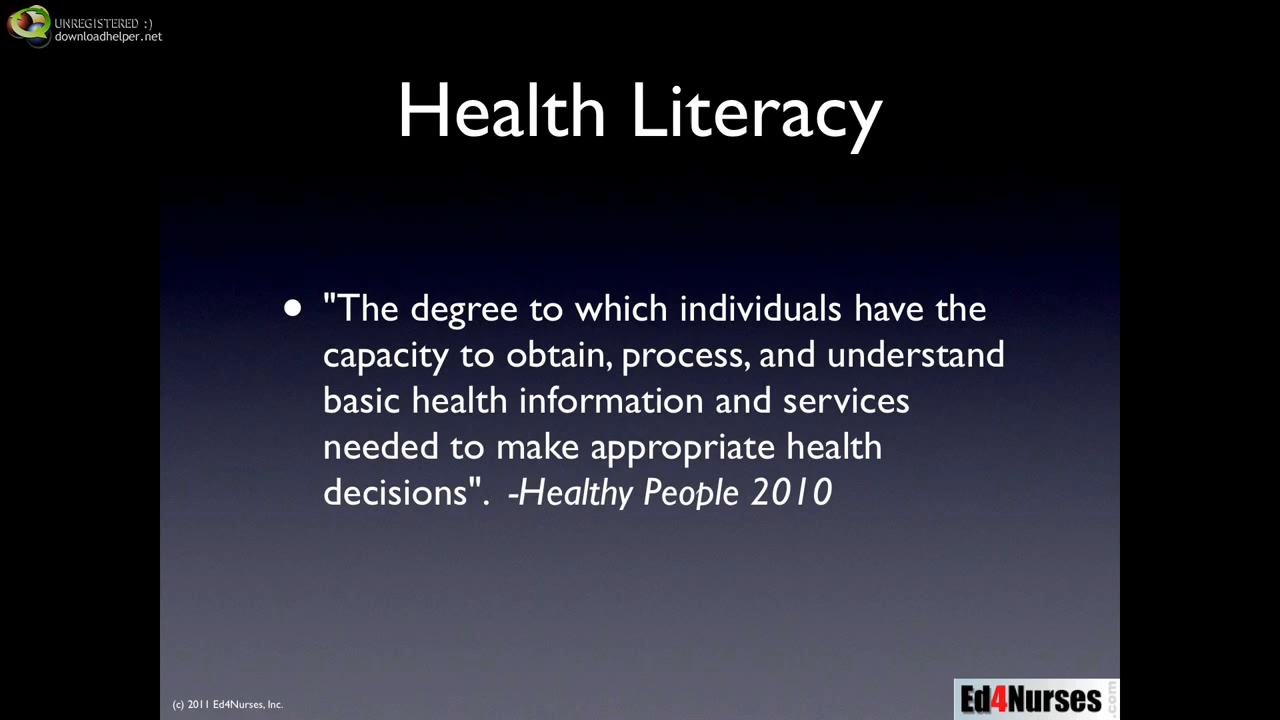 UNREGISTERED :)
downloadhelper.net
Health Literacy
• "The degree to which individuals have the
capacity to obtain, process, and understand
basic health information and services
needed to make appropriate health
decisions". -Healthy People 2010
(c) 2011 Ed4Nurses, Inc.
Ed4Nurses
.com